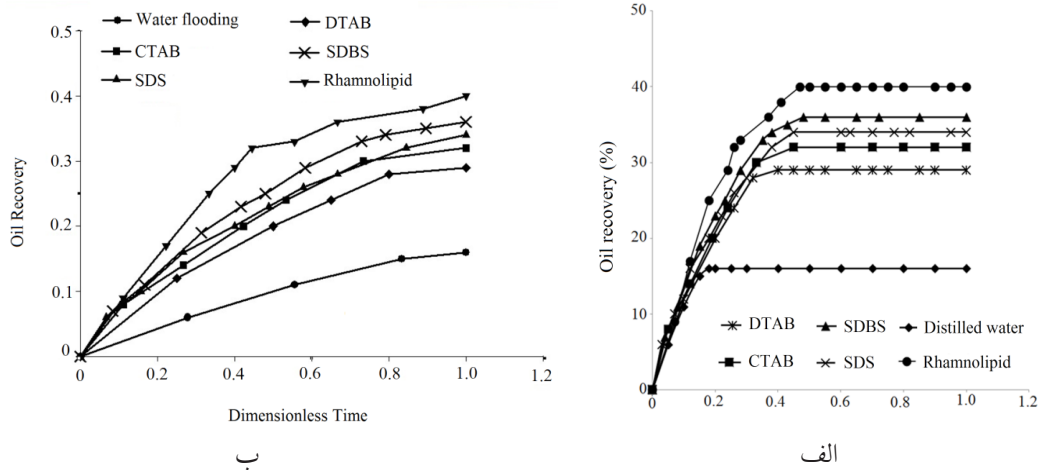 Water flooding
DTAB
CTAB
SDBS
SDS
Rhamnolipid
Oil Recovery
0.5
0.4
0.3
0.2
0.1
0
0 0.2 0.4 0.6 0.8 1.0 1.2
Dimensionless Time
ب
Oil recovery (%)
50
40
30
20
10
0
DTAB SDBS Distilled water
CTAB SDS Rhamnolipid
0 0.2 0.4 0.6 0.8 1.0 1.2
الف